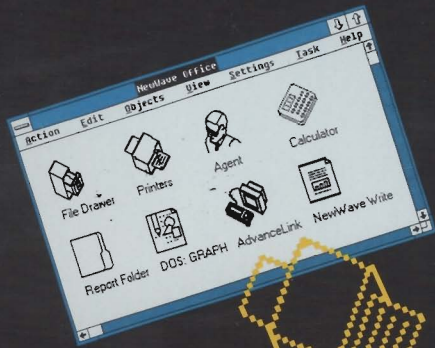 NewWave Office
Action Edit Objects View Settings Task Help
File Drawer Printers Agent Calculator
Report Folder DOS: GRAPH AdvanceLink NewWave Write